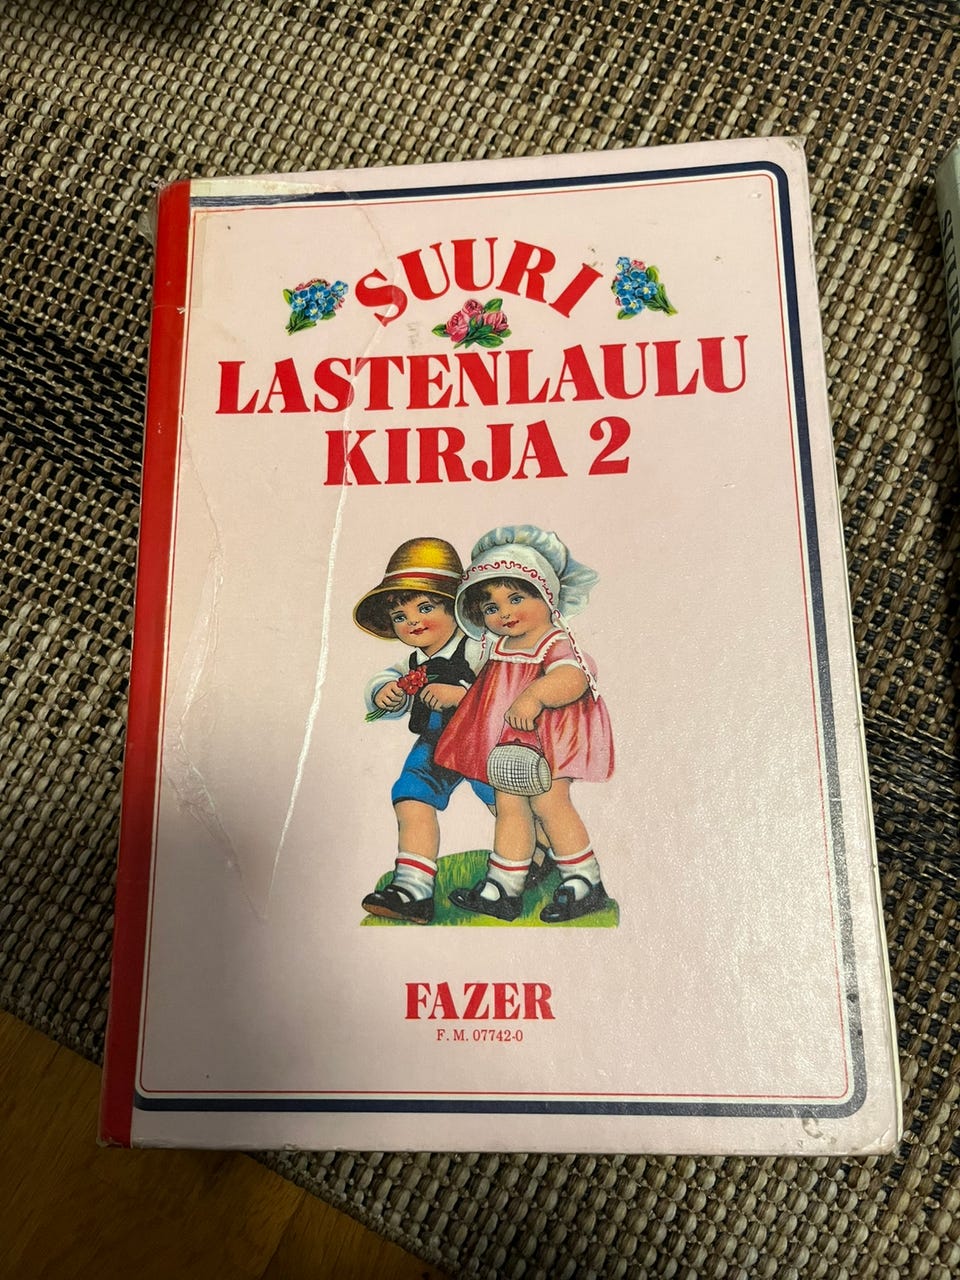 SUURI
LASTENLAULU
KIRJA 2
FAZER
F. M. 07742-0